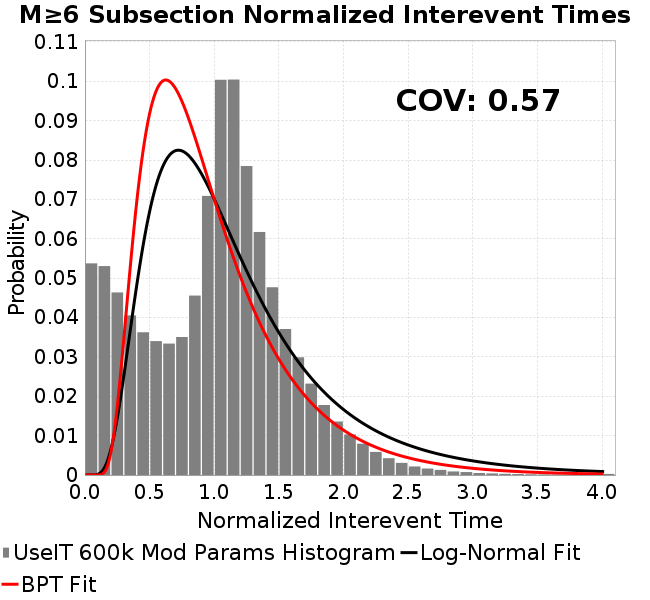 M≥6 Subsection Normalized Interevent Times
COV: 0.57
Probability
0.11
0.1
0.09
0.08
0.07
0.06
0.05
0.04
0.03
0.02
0.01
0
0.0 0.5 1.0 1.5 2.0 2.5 3.0 3.5 4.0
Normalized Interevent Time
UseIT 600k Mod Params Histogram Log-Normal Fit
BPT Fit